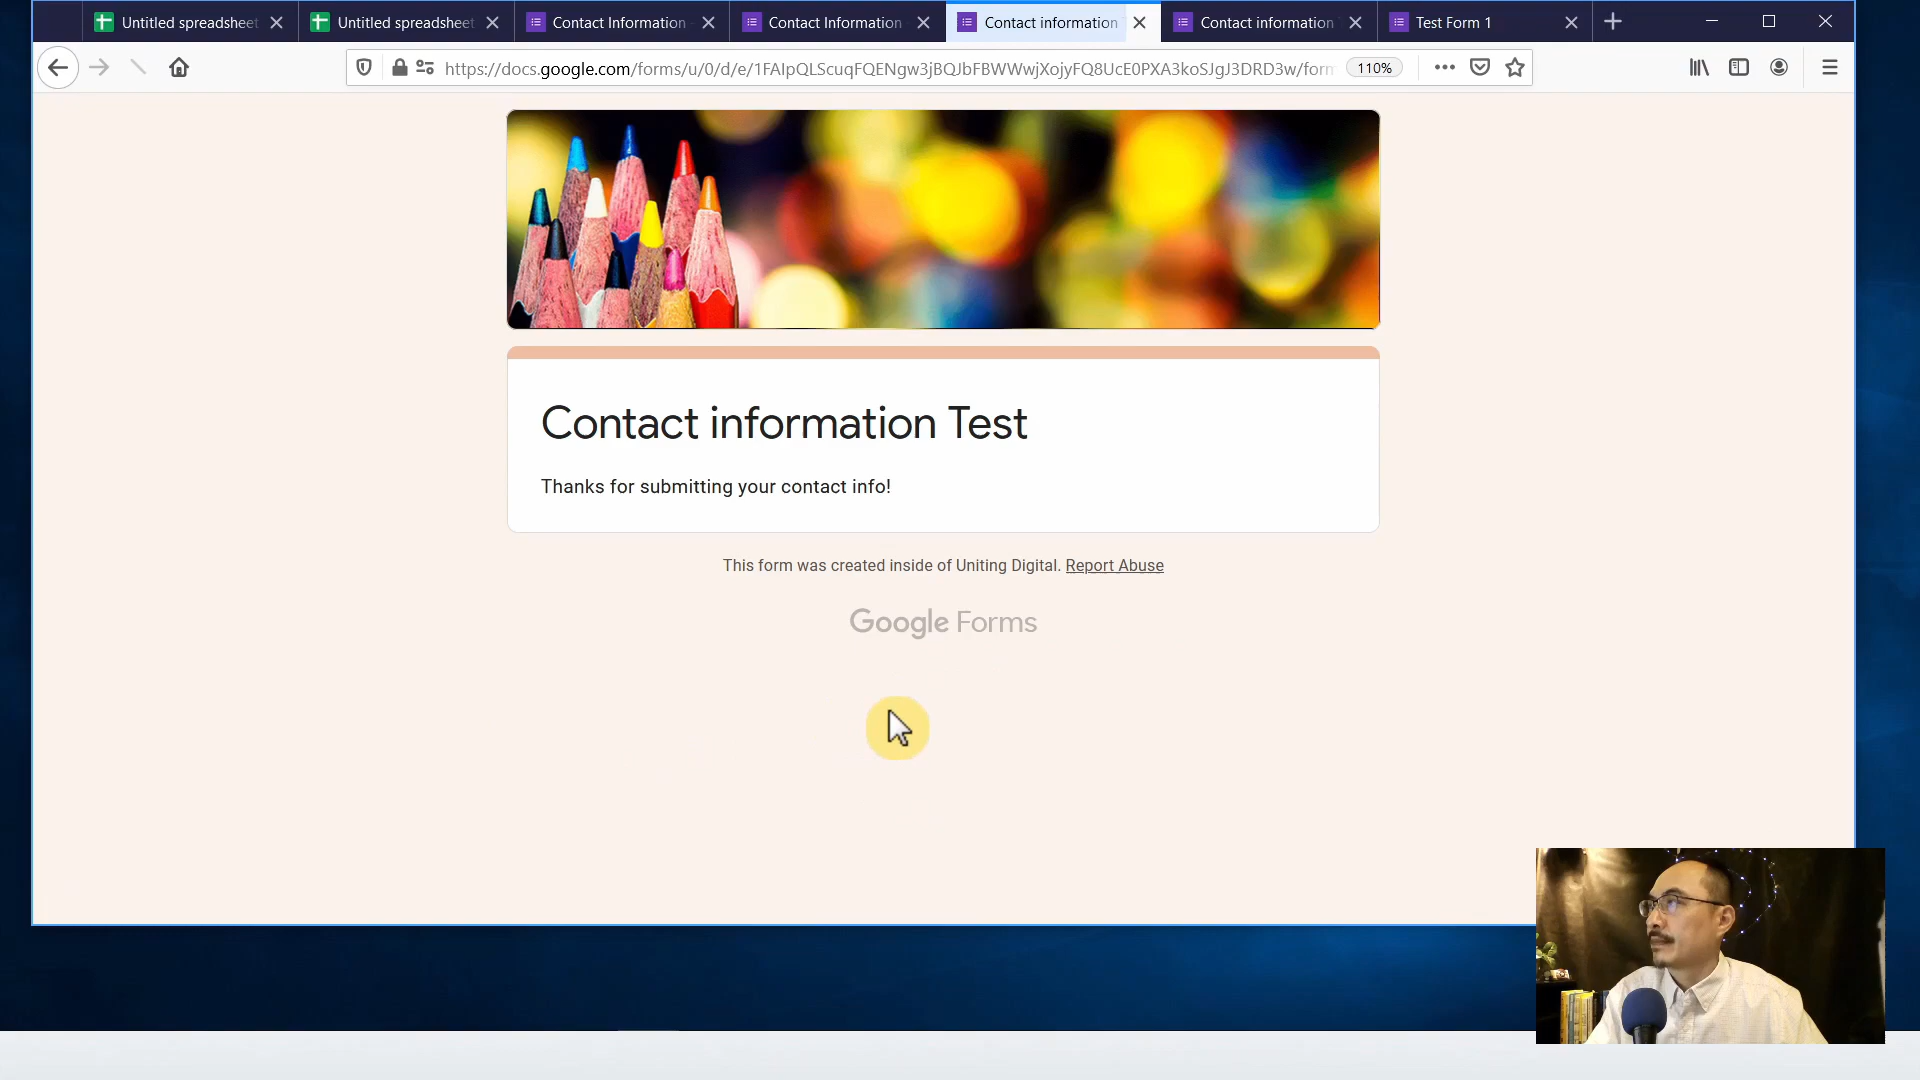 Untitled spreadsheet
Untitled spreadsheet
Contact Information
Contact Information
Contact information
Contact information
Test Form 1
https://docs.google.com/forms/u/0/d/e/1FAIpQLScuqFQENgw3jBQJbFBWWwjXojyFQ8UcE0PXA3koSJgJ3DRD3w/forn
110%
Contact information Test
Thanks for submitting your contact info!
This form was created inside of Uniting Digital. Report Abuse
Google Forms